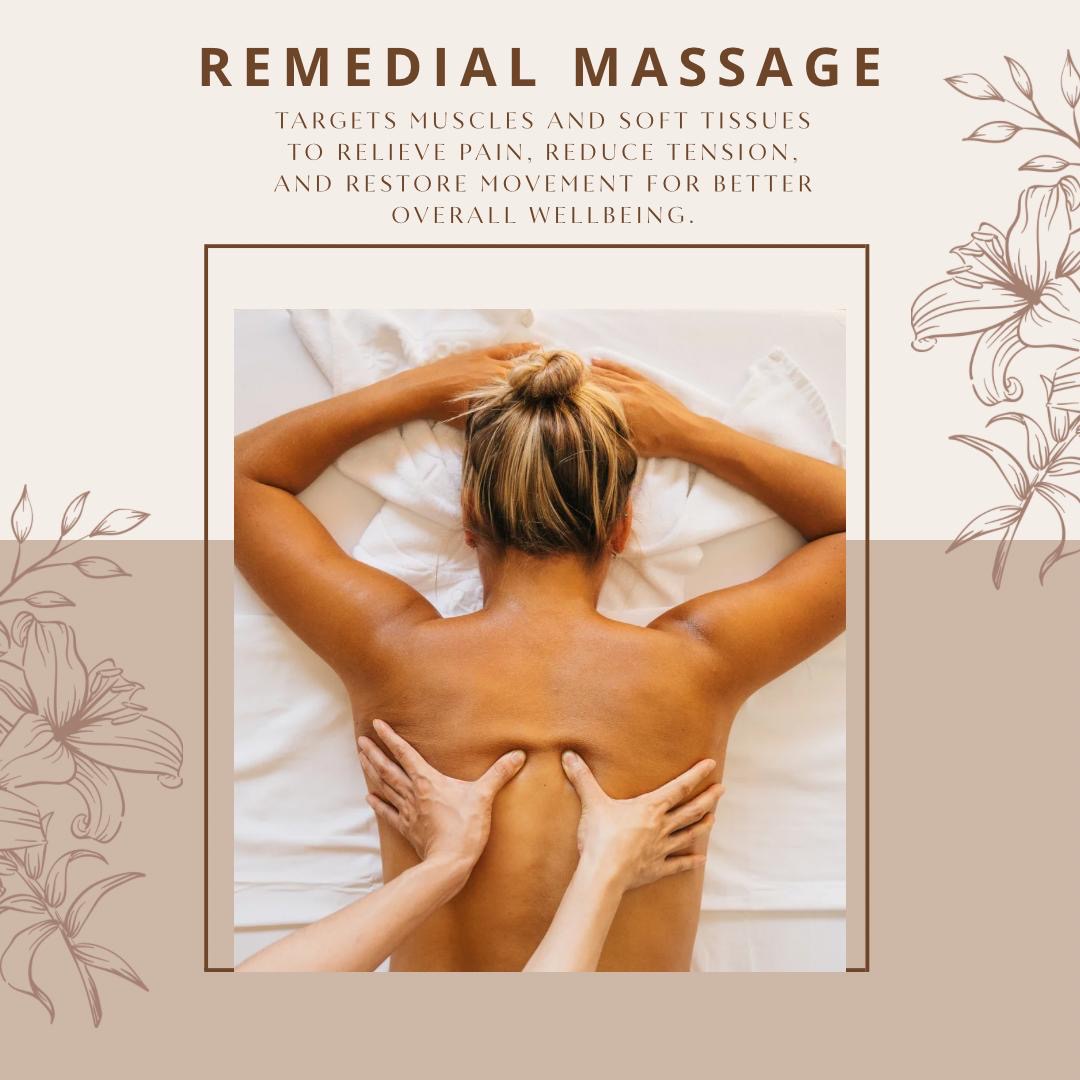 REMEDIAL MASSAGE
TARGETS MUSCLES AND SOFT TISSUES
TO RELIEVE PAIN, REDUCE TENSION,
AND RESTORE MOVEMENT FOR BETTER
OVERALL WELLBEING.